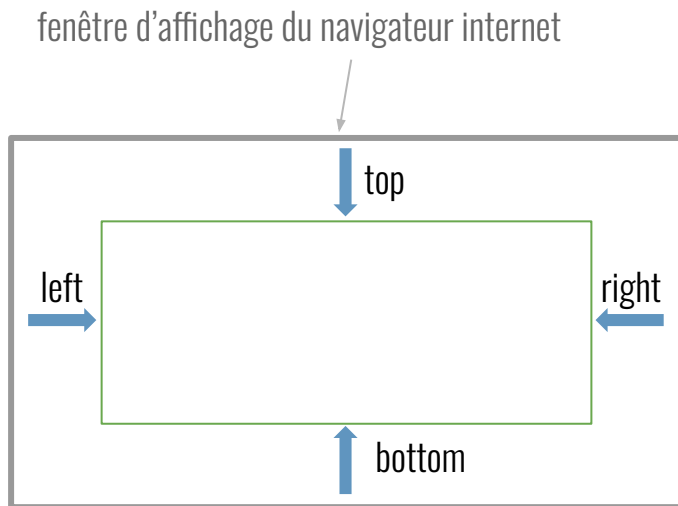 fenêtre d’affichage du navigateur internet
top
left
right
bottom